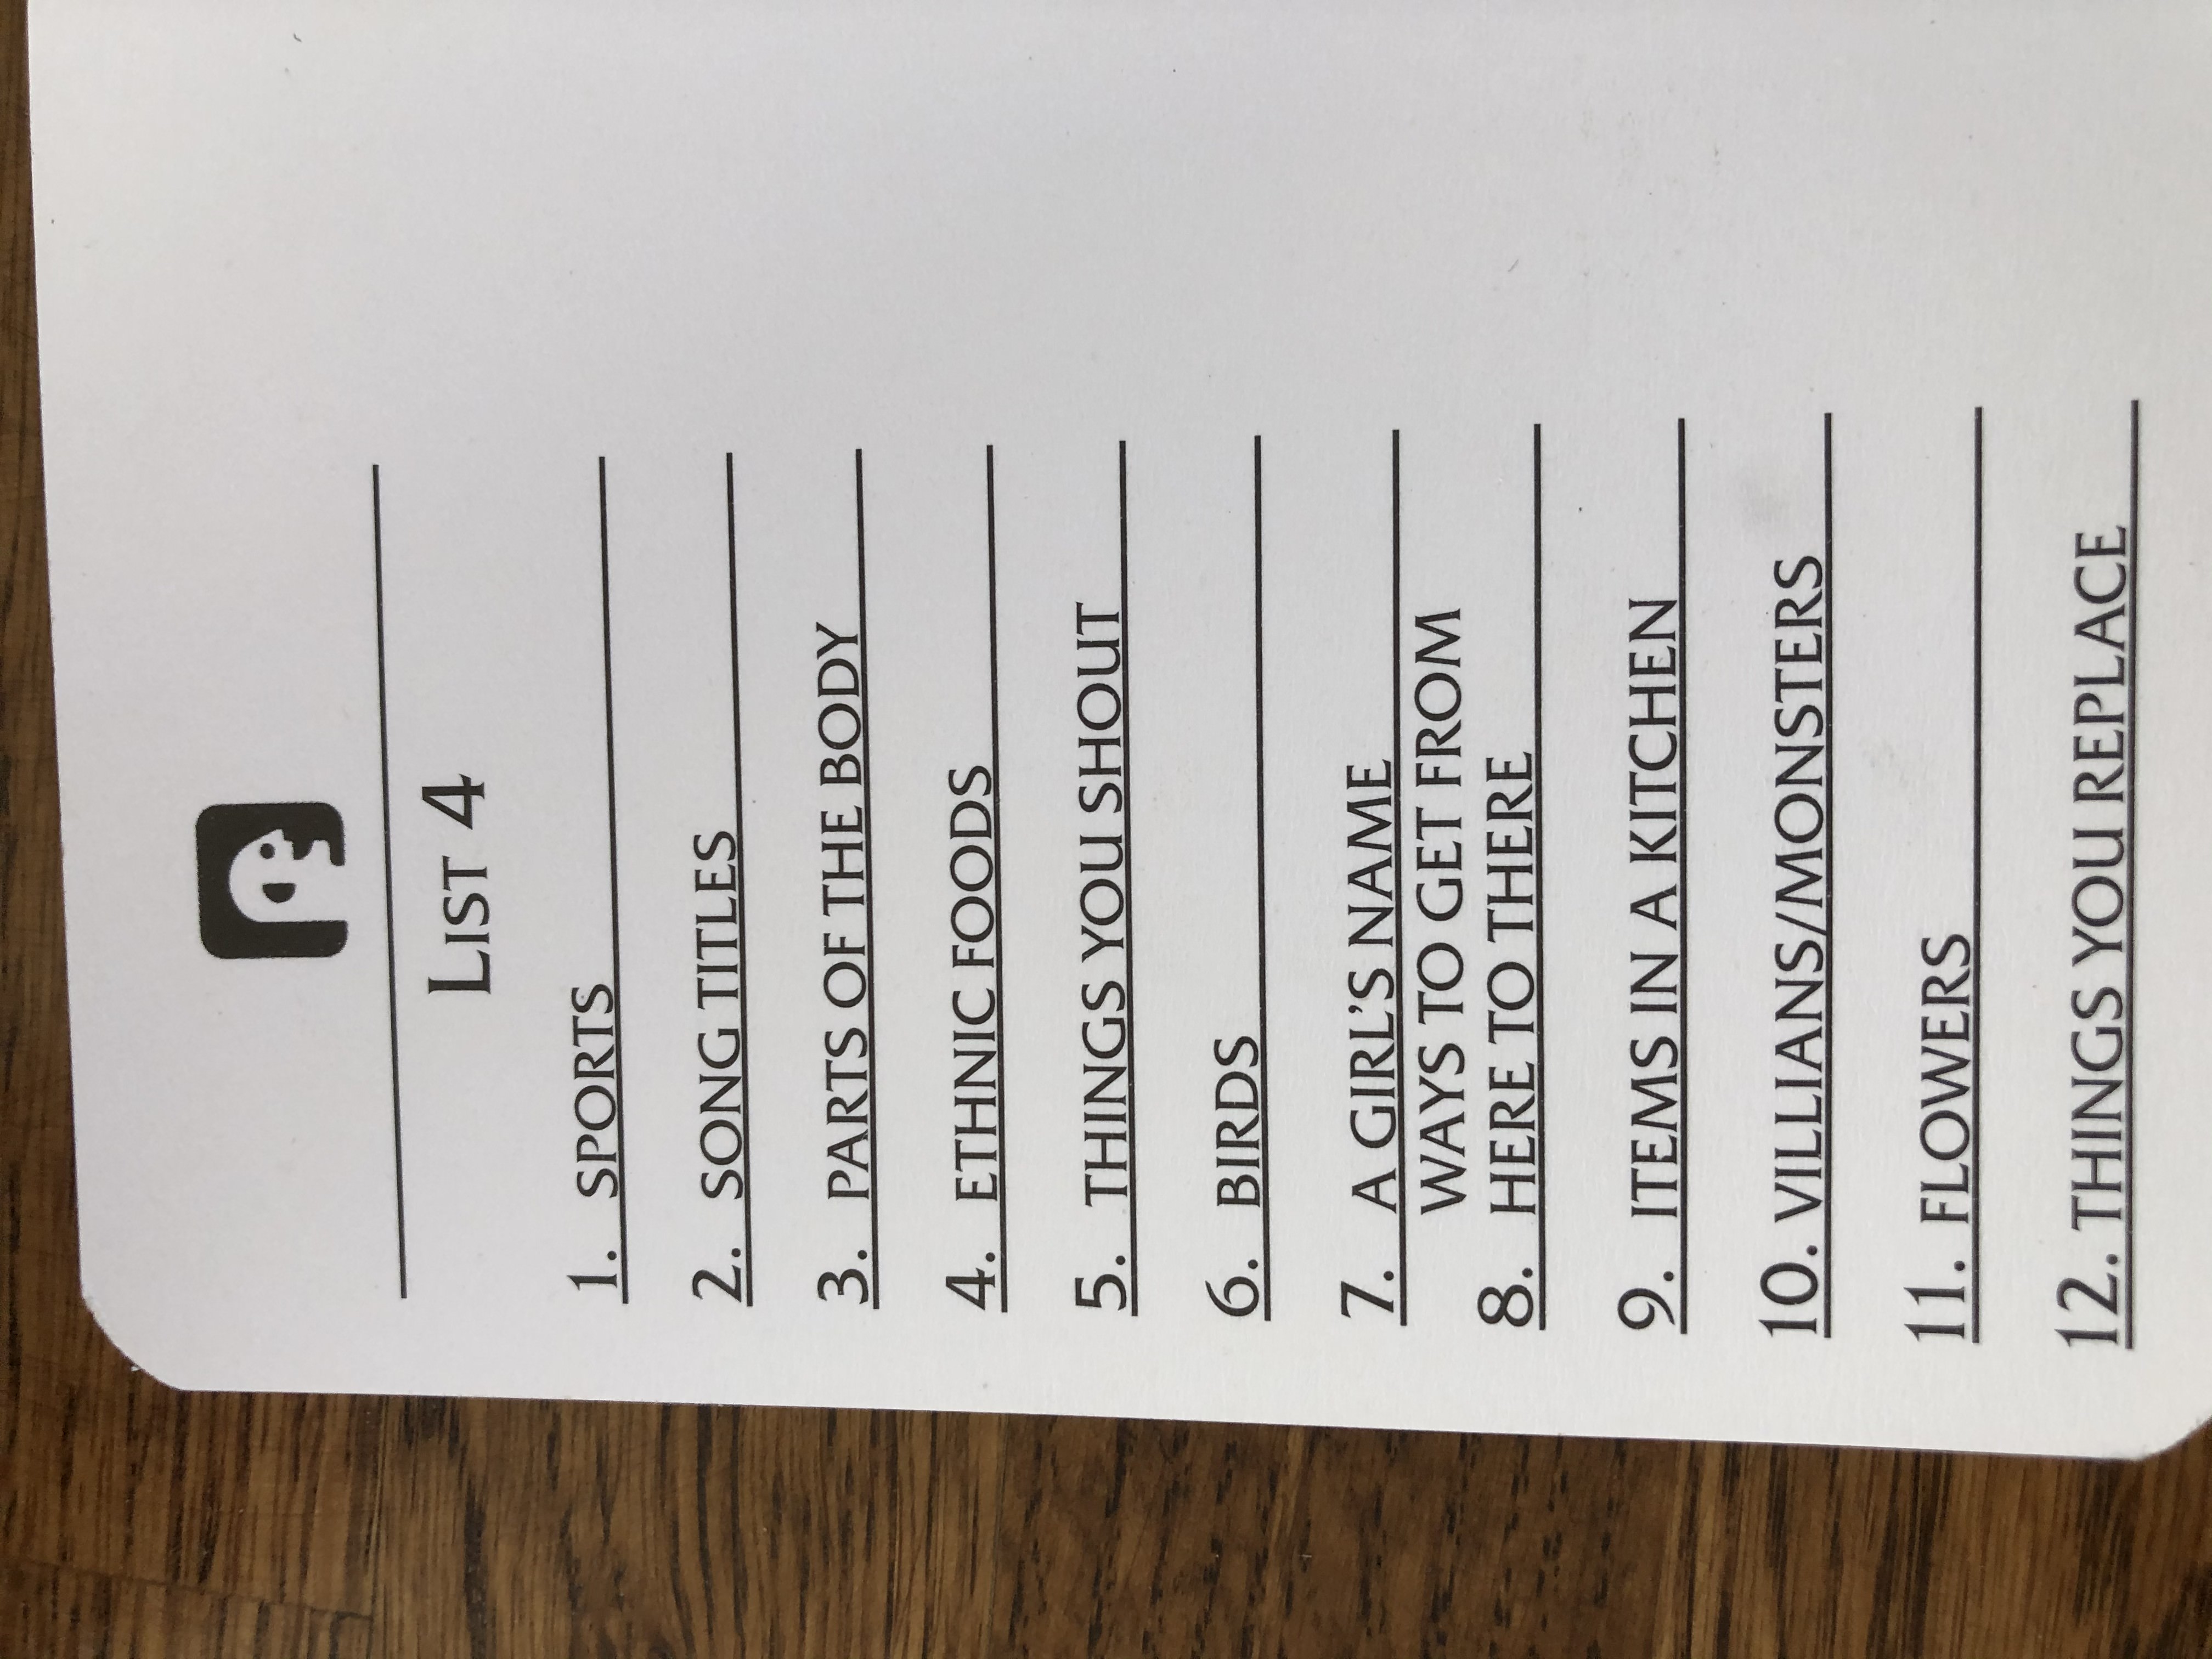 LIST 4
1. SPORTS
2. SONG TITLES
3. PARTS OF THE BODY
4. ETHNIC FOODS
5. THINGS YOU SHOUT
6. BIRDS
7. A GIRL'S NAME
WAYS TO GET FROM
8. HERE TO THERE
9. ITEMS IN A KITCHEN
10. VILLIANS/MONSTERS
11. FLOWERS
12. THINGS YOU REPLACE